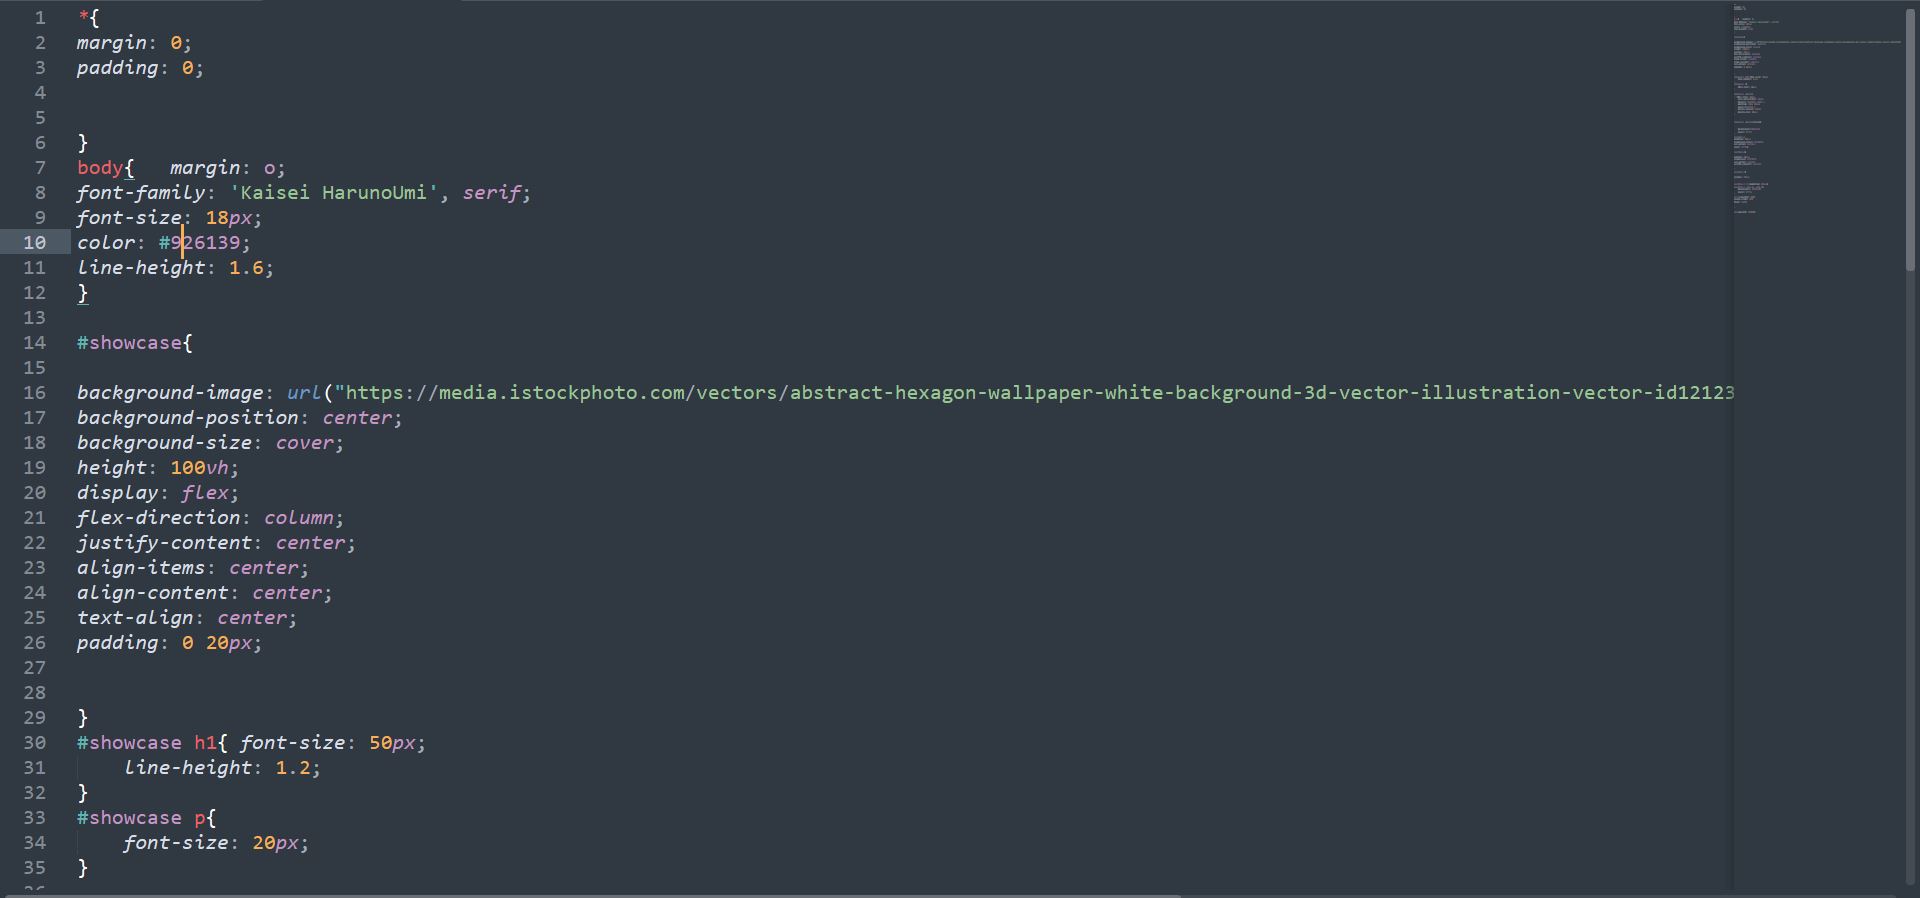 1 *{
2 margin: 0;
3 padding: 0;
4
5
6 }
7 body{   margin: o;
8 font-family: 'Kaisei HarunoUmi', serif;
9 font-size: 18px;
10 color: #926139;
11 line-height: 1.6;
12 }
13
14 #showcase{
15
16 background-image: url("https://media.istockphoto.com/vectors/abstract-hexagon-wallpaper-white-background-3d-vector-illustration-vector-id12123
17 background-position: center;
18 background-size: cover;
19 height: 100vh;
20 display: flex;
21 flex-direction: column;
22 justify-content: center;
23 align-items: center;
24 align-content: center;
25 text-align: center;
26 padding: 0 20px;
27
28
29 }
30 #showcase h1{ font-size: 50px;
31     line-height: 1.2;
32 }
33 #showcase p{
34     font-size: 20px;
35 }